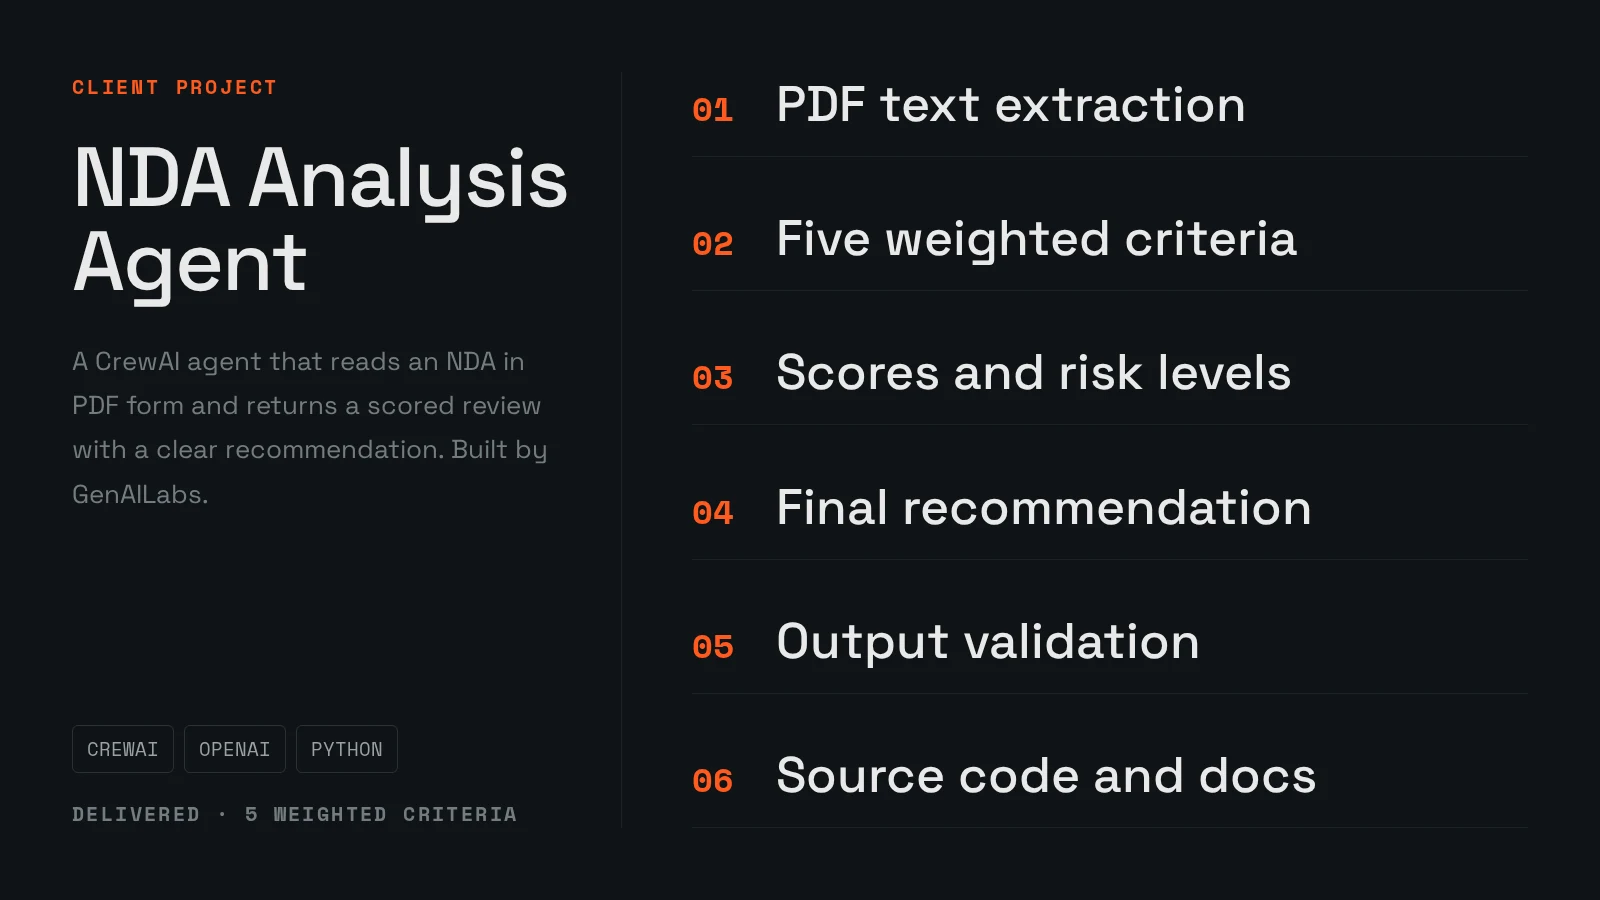 CLIENT PROJECT
NDA Analysis
Agent
A CrewAI agent that reads an NDA in
PDF form and returns a scored review
with a clear recommendation. Built by
GenAILabs.
CREWAI
OPENAI
PYTHON
DELIVERED · 5 WEIGHTED CRITERIA
01 PDF text extraction
02 Five weighted criteria
03 Scores and risk levels
04 Final recommendation
05 Output validation
06 Source code and docs